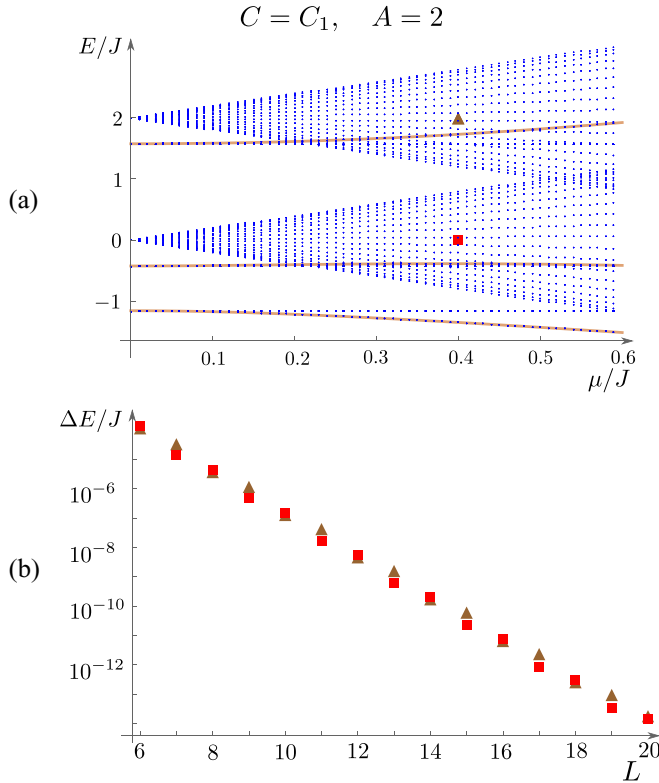 C = C₁, A = 2
E/J
2
1
(a)
0
−1
0.1 0.2 0.3 0.4 0.5 0.6
μ/J
ΔE/J
10⁻⁶
10⁻⁸
(b)
10⁻¹⁰
10⁻¹²
6 8 10 12 14 16 18 20
L